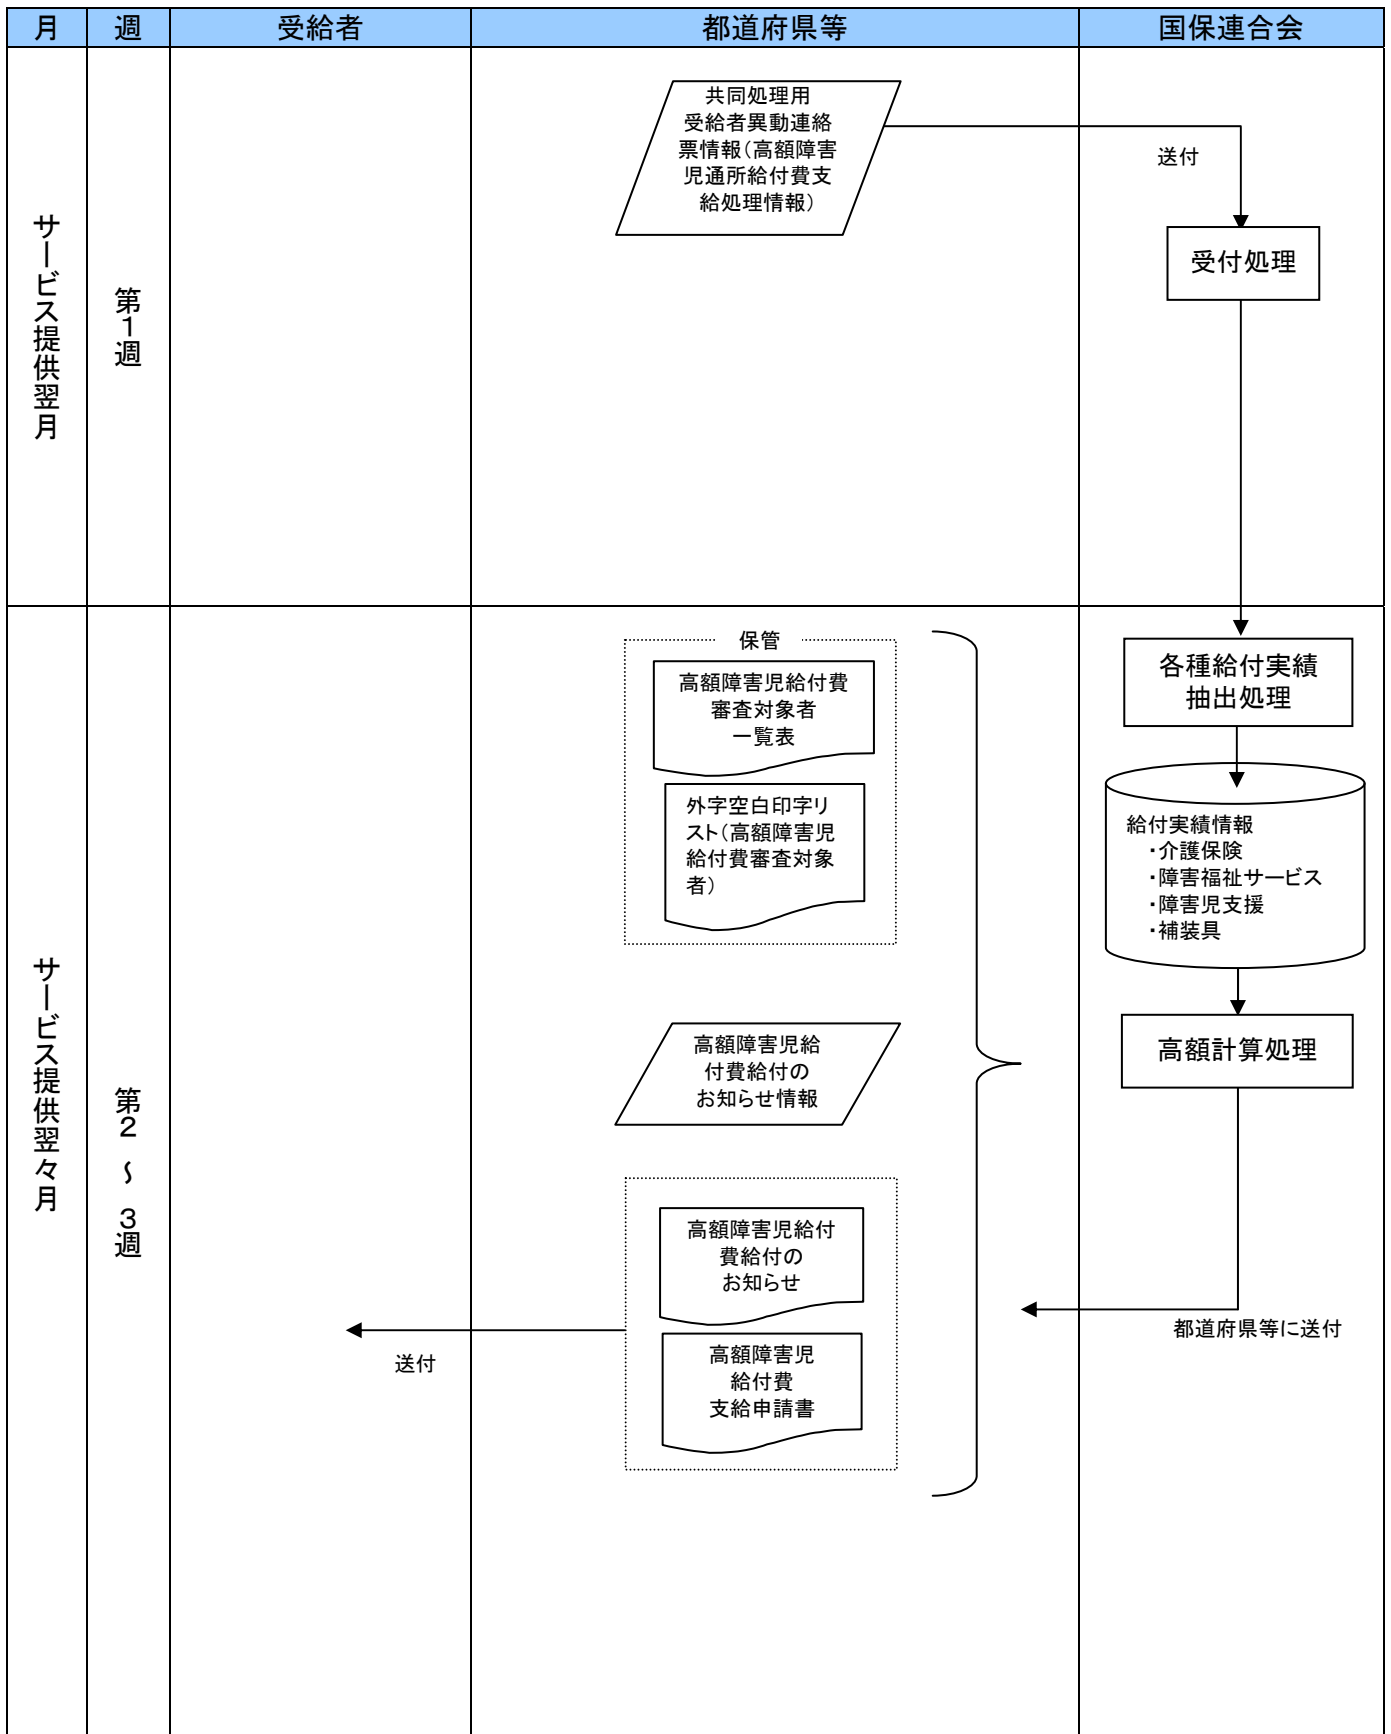 月 週 受給者 都道府県等 国保連合会
サービス提供翌月
第1週
共同処理用
受給者異動連絡
票情報（高額障害
児通所給付費支
給処理情報）
送付
受付処理
サービス提供翌々月
第2～3週
保管
高額障害児給付費
審査対象者
一覧表
外字空白印字リ
スト（高額障害児
給付費審査対象
者）
高額障害児給
付費給付の
お知らせ情報
高額障害児給付
費給付の
お知らせ
高額障害児
給付費
支給申請書
送付
各種給付実績
抽出処理
給付実績情報
・介護保険
・障害福祉サービス
・障害児支援
・補装具
高額計算処理
都道府県等に送付